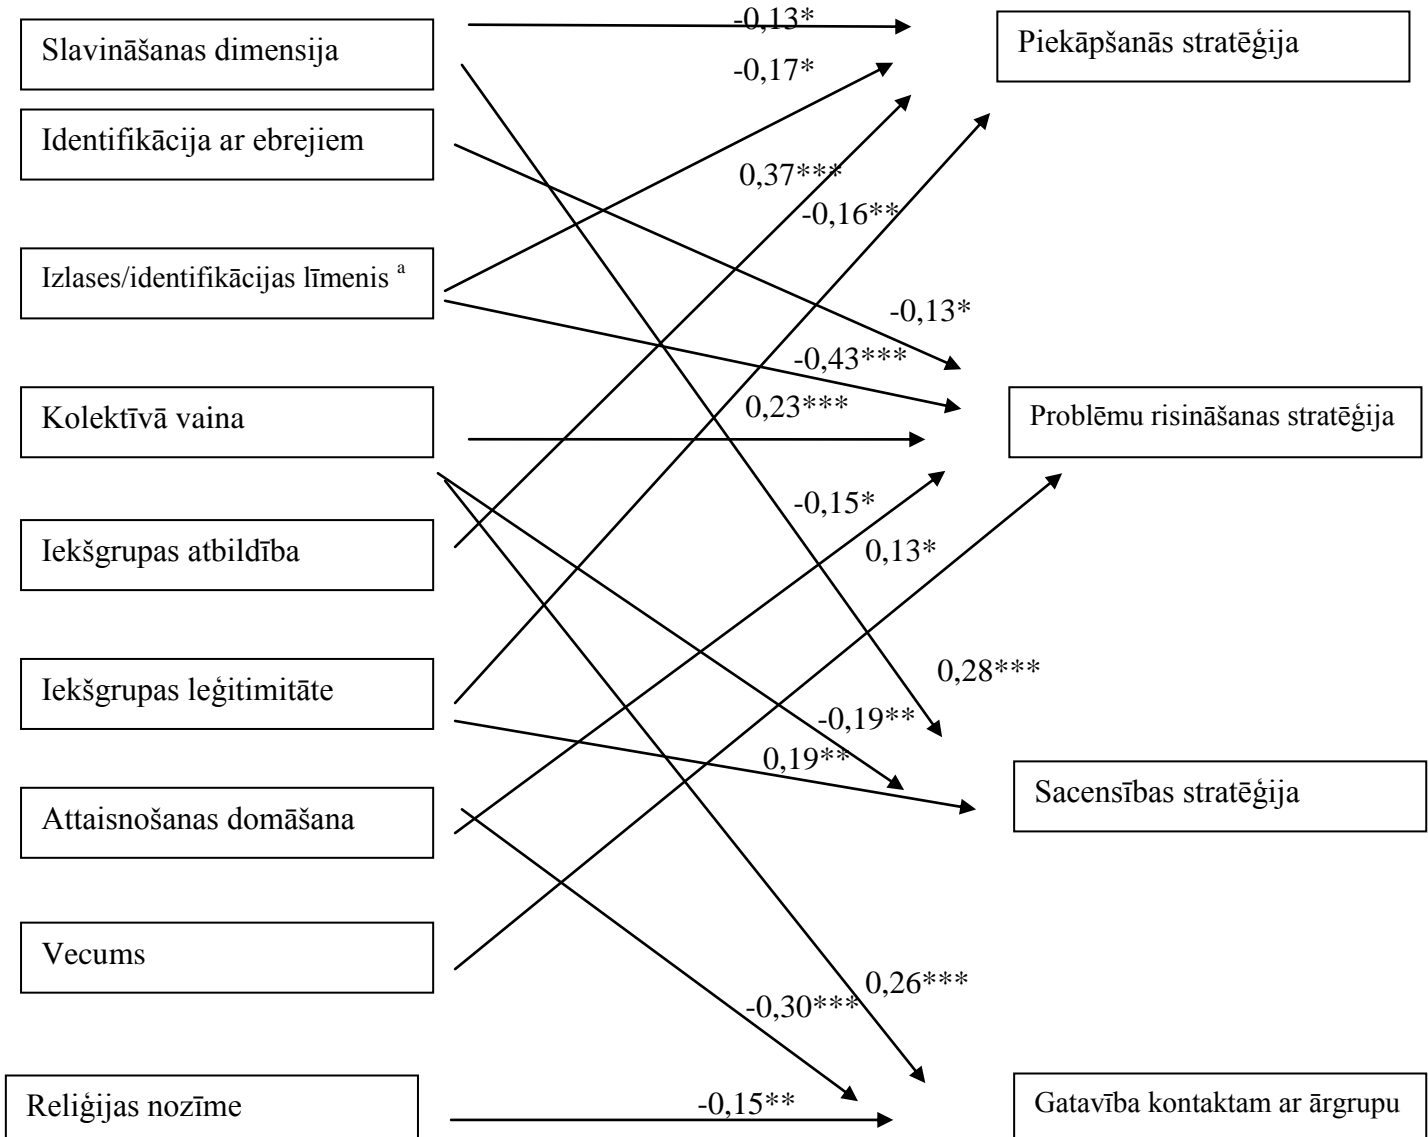 Slavināšanas dimensija
-0,13*
Piekāpšanās stratēģija
-0,17*
Identifikācija ar ebrejiem
0,37***
-0,16**
Izlases/identifikācijas līmenis a
-0,13*
-0,43***
Kolektīvā vaina
0,23***
Problēmu risināšanas stratēģija
-0,15*
Iekšgrupas atbildība
0,13*
Iekšgrupas leģitimitāte
0,28***
-0,19**
0,19**
Sacensības stratēģija
Attaisnošanas domāšana
Vecums
0,26***
-0,30***
Reliģijas nozīme
-0,15**
Gatavība kontaktam ar ārgrupu